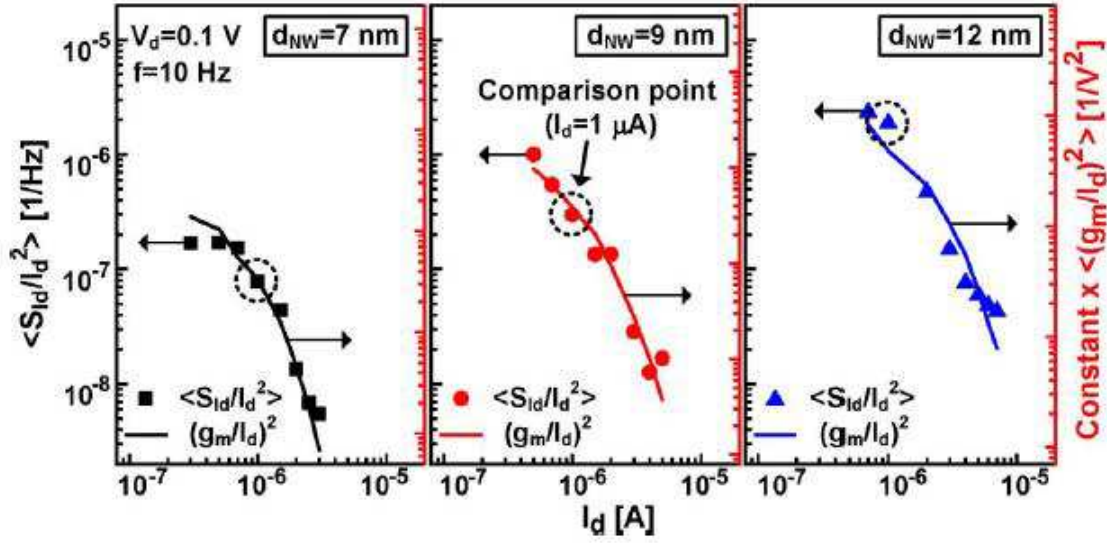 V_d=0.1 V
f=10 Hz
d_NW=7 nm
d_NW=9 nm
d_NW=12 nm
Comparison point
(I_d=1 μA)
<S_Id/I_d^2> [1/Hz]
10^-5
10^-6
10^-7
10^-8
<S_Id/I_d^2>
(g_m/I_d)^2
<S_Id/I_d^2>
(g_m/I_d)^2
<S_Id/I_d^2>
(g_m/I_d)^2
Constant x <(g_m/I_d)^2> [1/V^2]
10^-7 10^-6 10^-5
10^-7 10^-6 10^-5
10^-7 10^-6 10^-5
I_d [A]